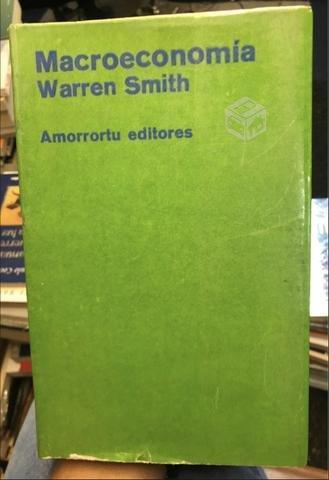 Macroeconomía
Warren Smith
Amorrortu editores